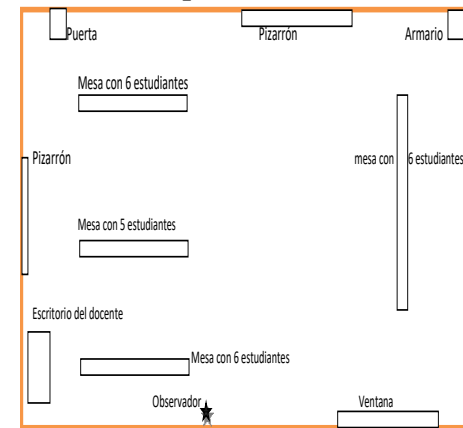 Puerta
Pizarrón
Armario
Mesa con 6 estudiantes
Pizarrón
mesa con 6 estudiantes
Mesa con 5 estudiantes
Escritorio del docente
Mesa con 6 estudiantes
Observador
Ventana